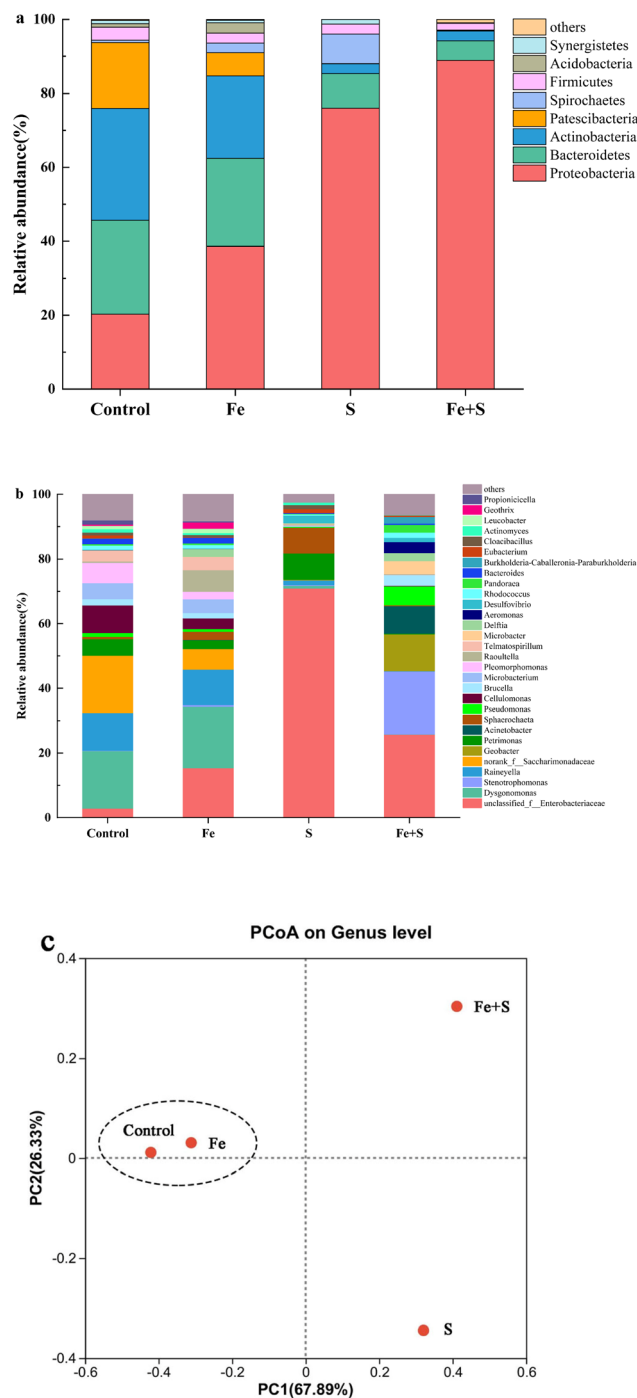 a
100
80
60
40
20
0
Relative abundance(%)
others
Synergistetes
Acidobacteria
Firmicutes
Spirochaetes
Patescibacteria
Actinobacteria
Bacteroidetes
Proteobacteria
Control
Fe
S
Fe+S
b
100
80
60
40
20
0
Relative abundance(%)
others
Propionicicella
Geothrix
Leucobacter
Actinomyces
Cloacibacillus
Eubacterium
Burkholderia-Caballeronia-Paraburkholderia
Bacteroides
Pandoraea
Rhodococcus
Desulfovibrio
Aeromonas
Delftia
Microbacter
Telmatospirillum
Raoultella
Pleomorphomonas
Microbacterium
Brucella
Cellulomonas
Pseudomonas
Sphaerochaeta
Acinetobacter
Petrimonas
Geobacter
norank_f__Saccharimonadaceae
Raineyella
Stenotrophomonas
Dysgonomonas
unclassified_f__Enterobacteriaceae
Control
Fe
S
Fe+S
c
PCoA on Genus level
0.4
0.2
0
-0.2
-0.4
PC2(26.33%)
Fe+S
Control
Fe
S
-0.6
-0.4
-0.2
0
0.2
0.4
0.6
PC1(67.89%)